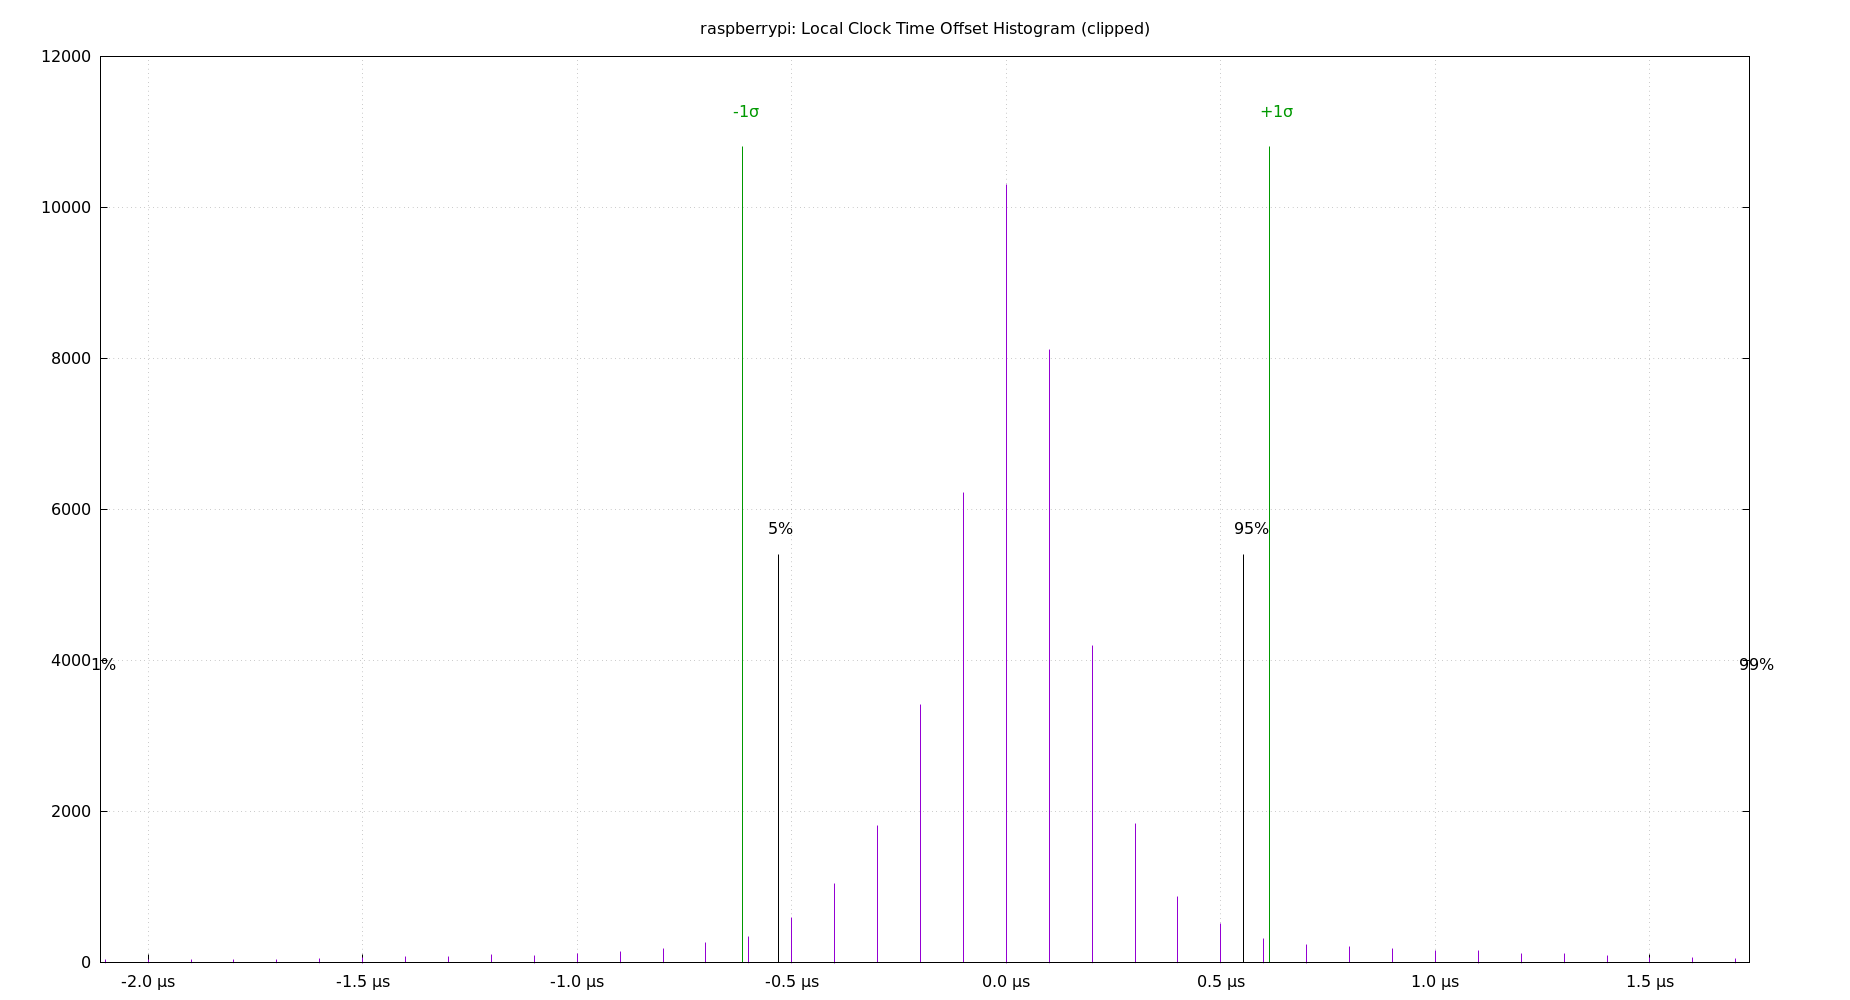 raspberrypi: Local Clock Time Offset Histogram (clipped)
12000
-1σ +1σ
10000
8000
6000
5% 95%
4000 1% 99%
2000
0
-2.0 µs -1.5 µs -1.0 µs -0.5 µs 0.0 µs 0.5 µs 1.0 µs 1.5 µs